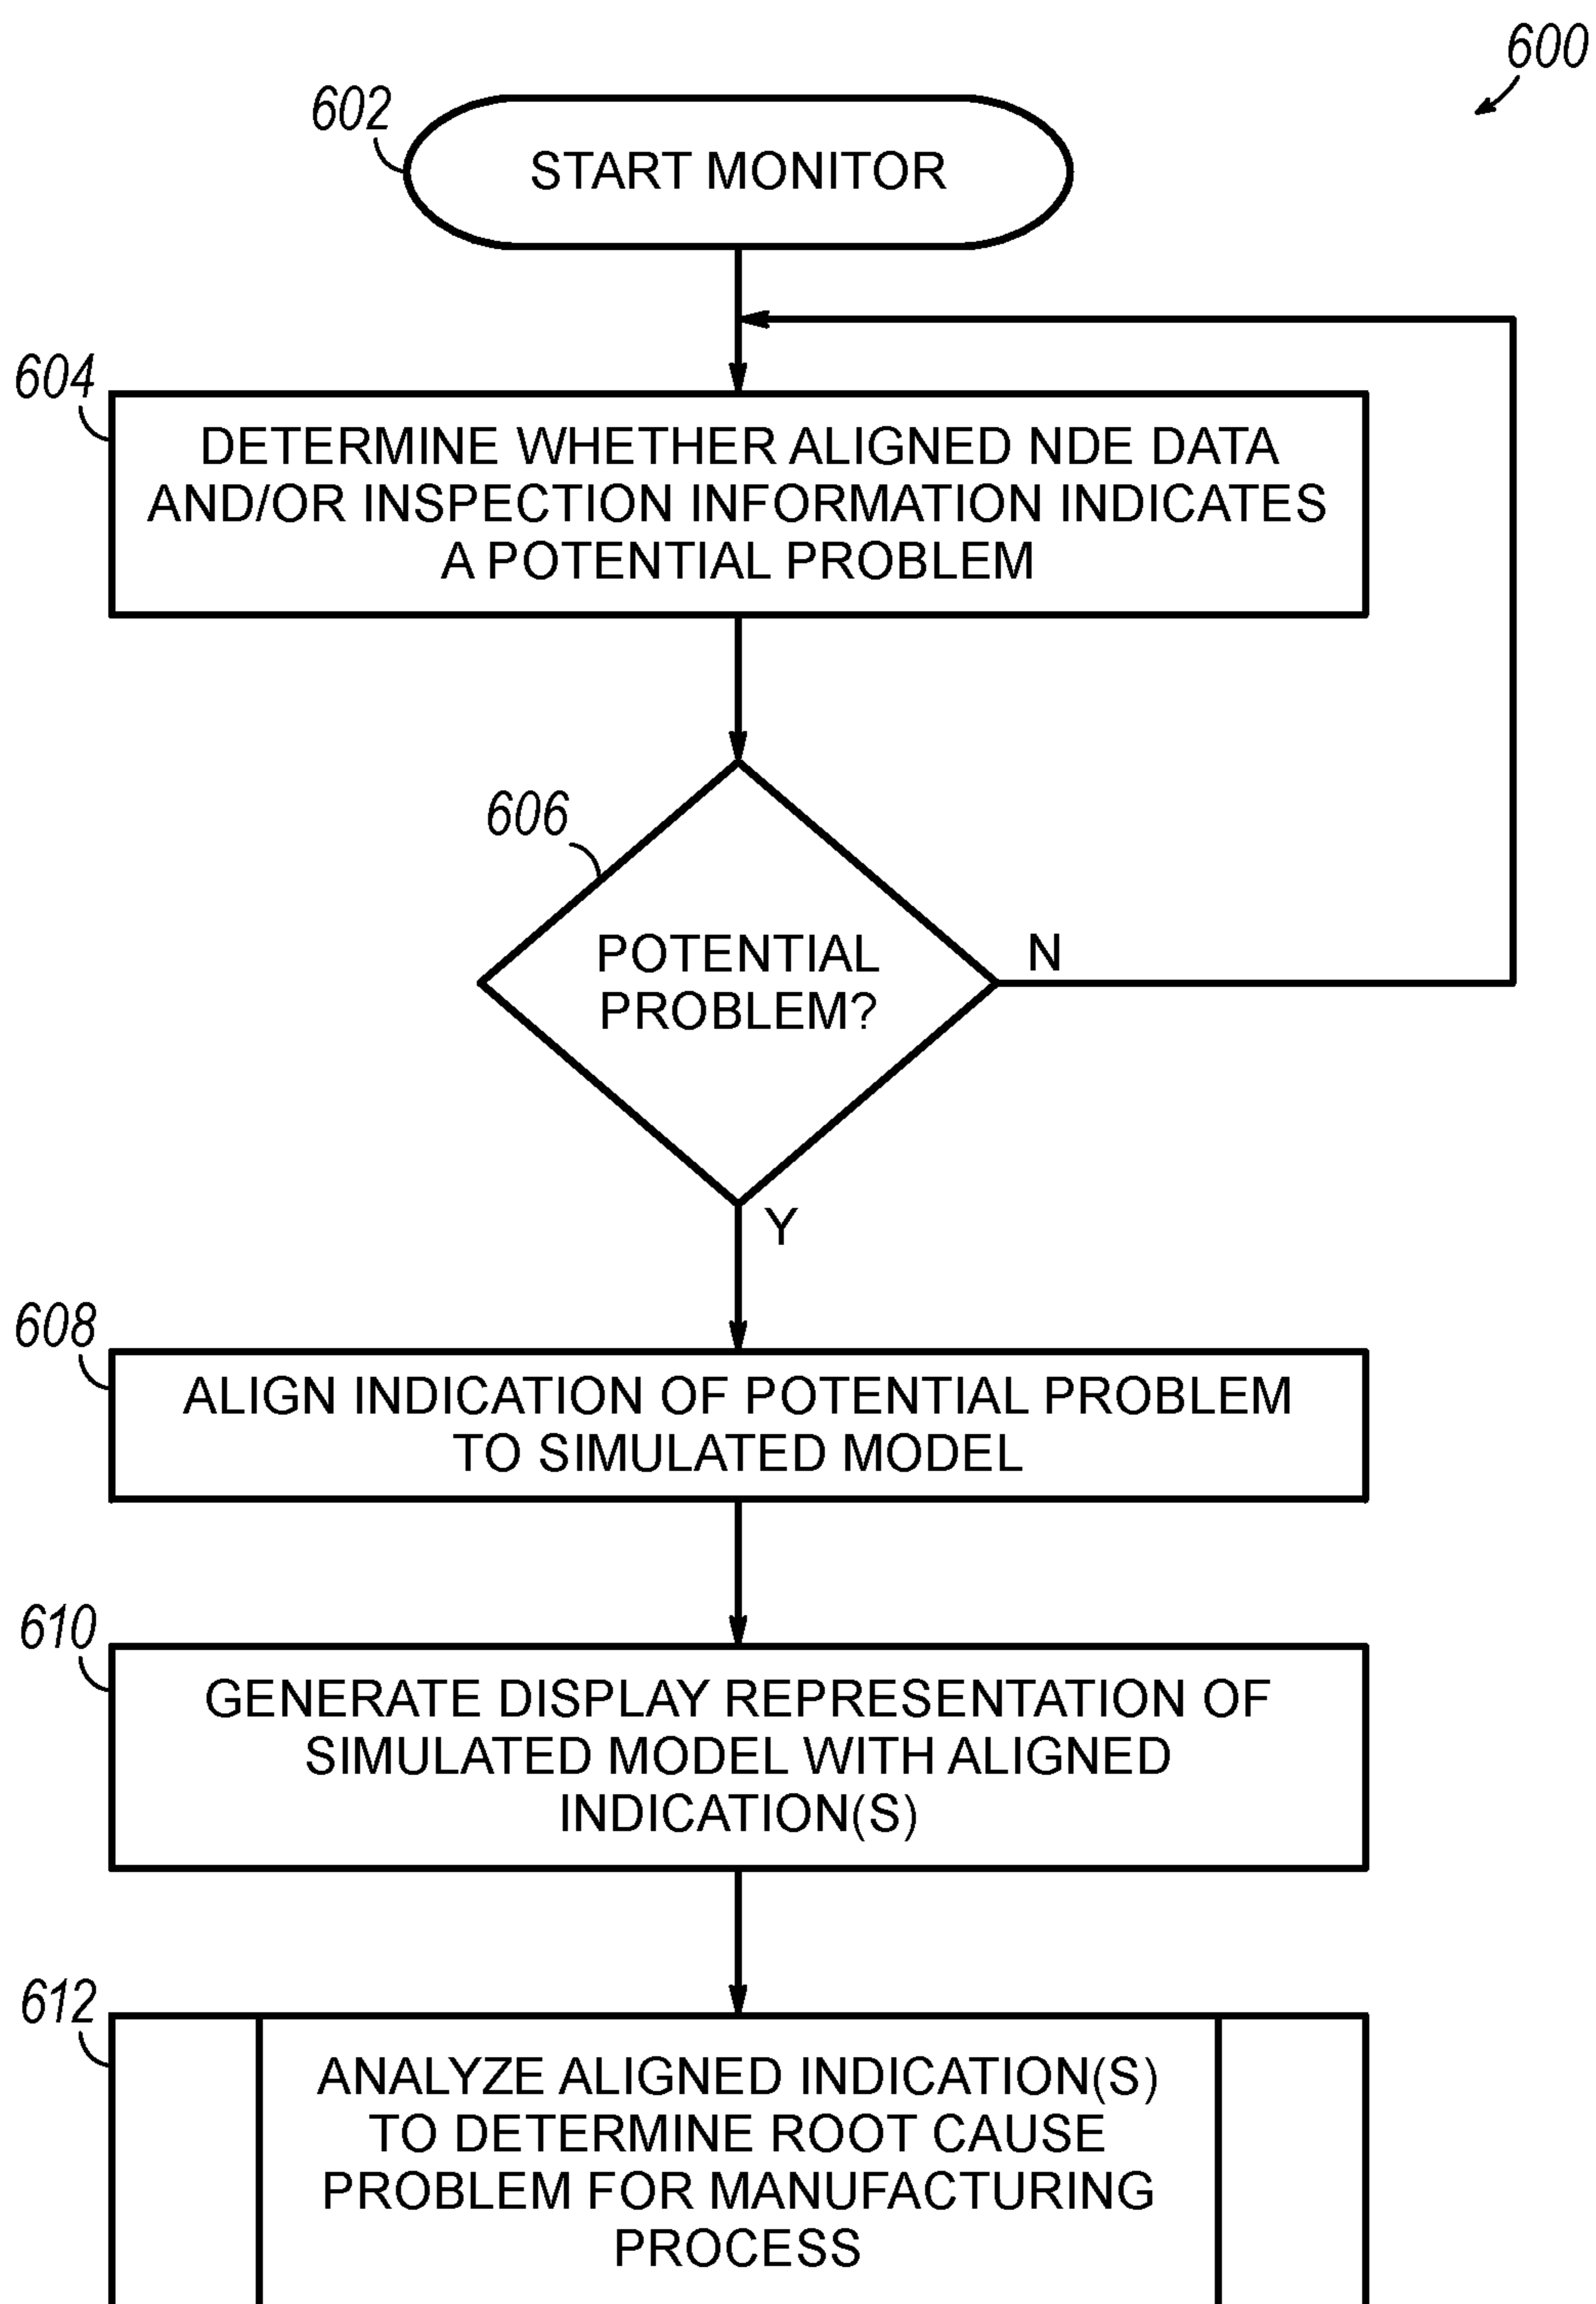 600
602
START MONITOR
604
DETERMINE WHETHER ALIGNED NDE DATA
AND/OR INSPECTION INFORMATION INDICATES
A POTENTIAL PROBLEM
606
POTENTIAL
PROBLEM?
N
Y
608
ALIGN INDICATION OF POTENTIAL PROBLEM
TO SIMULATED MODEL
610
GENERATE DISPLAY REPRESENTATION OF
SIMULATED MODEL WITH ALIGNED
INDICATION(S)
612
ANALYZE ALIGNED INDICATION(S)
TO DETERMINE ROOT CAUSE
PROBLEM FOR MANUFACTURING
PROCESS